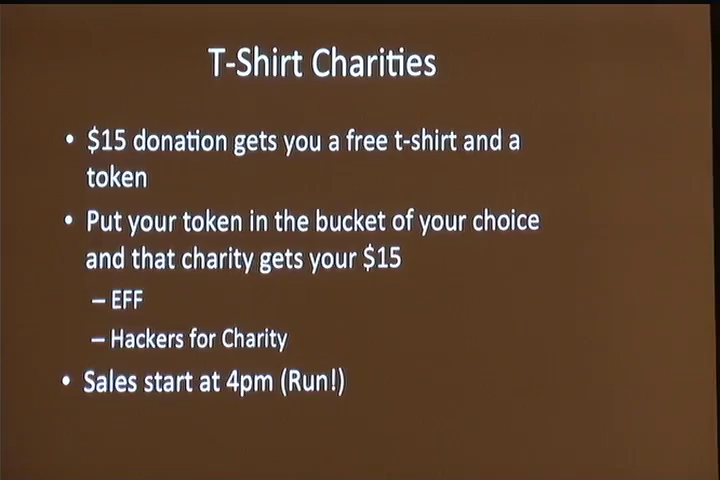 T-Shirt Charities
• $15 donation gets you a free t-shirt and a
token
• Put your token in the bucket of your choice
and that charity gets your $15
– EFF
– Hackers for Charity
• Sales start at 4pm (Run!)